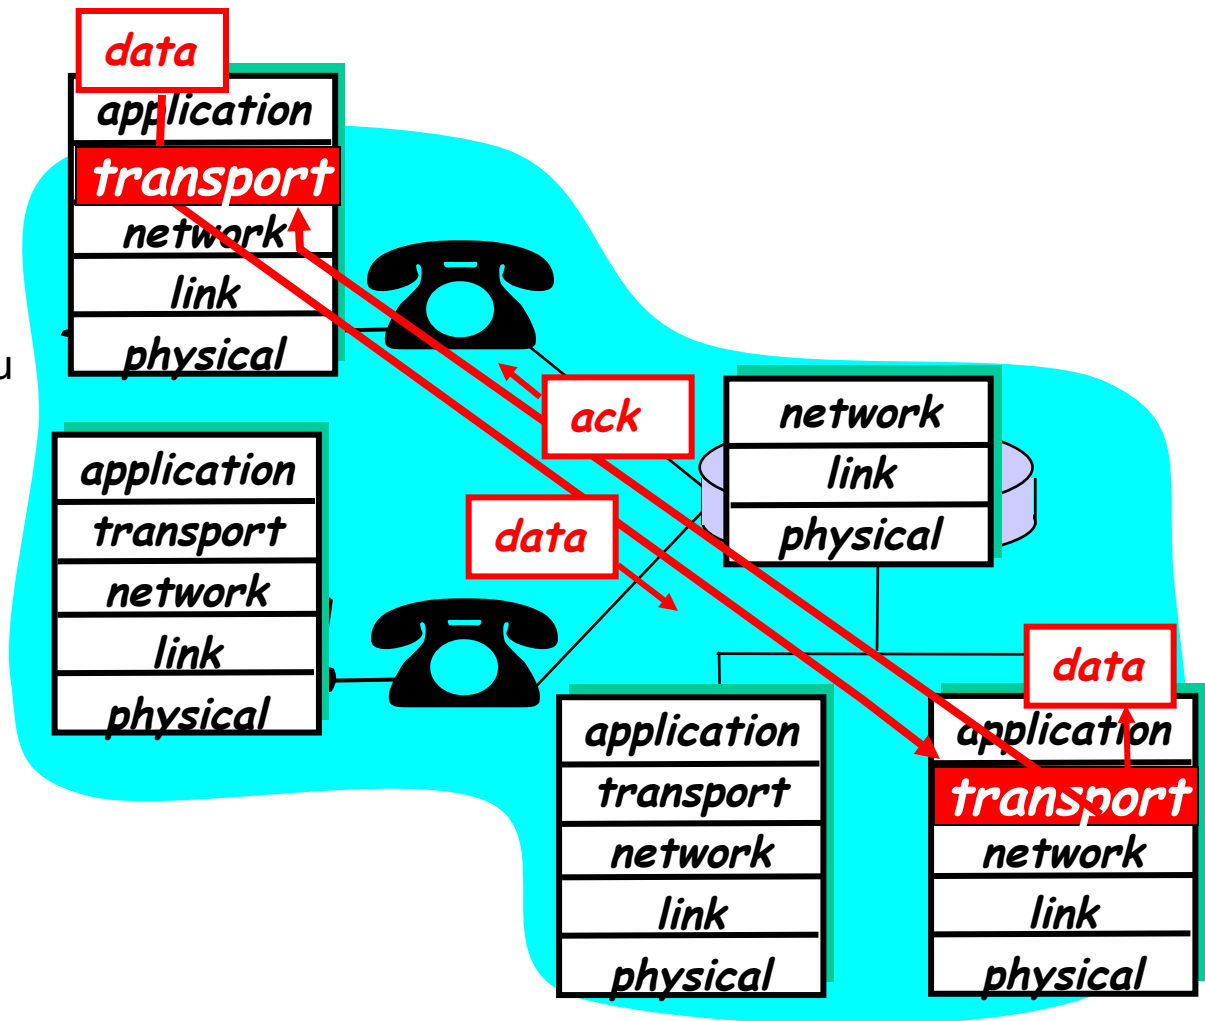 data
application
transport
network
link
physical
u
application
transport
network
link
physical
ack
data
network
link
physical
application
transport
network
link
physical
data
application
transport
network
link
physical